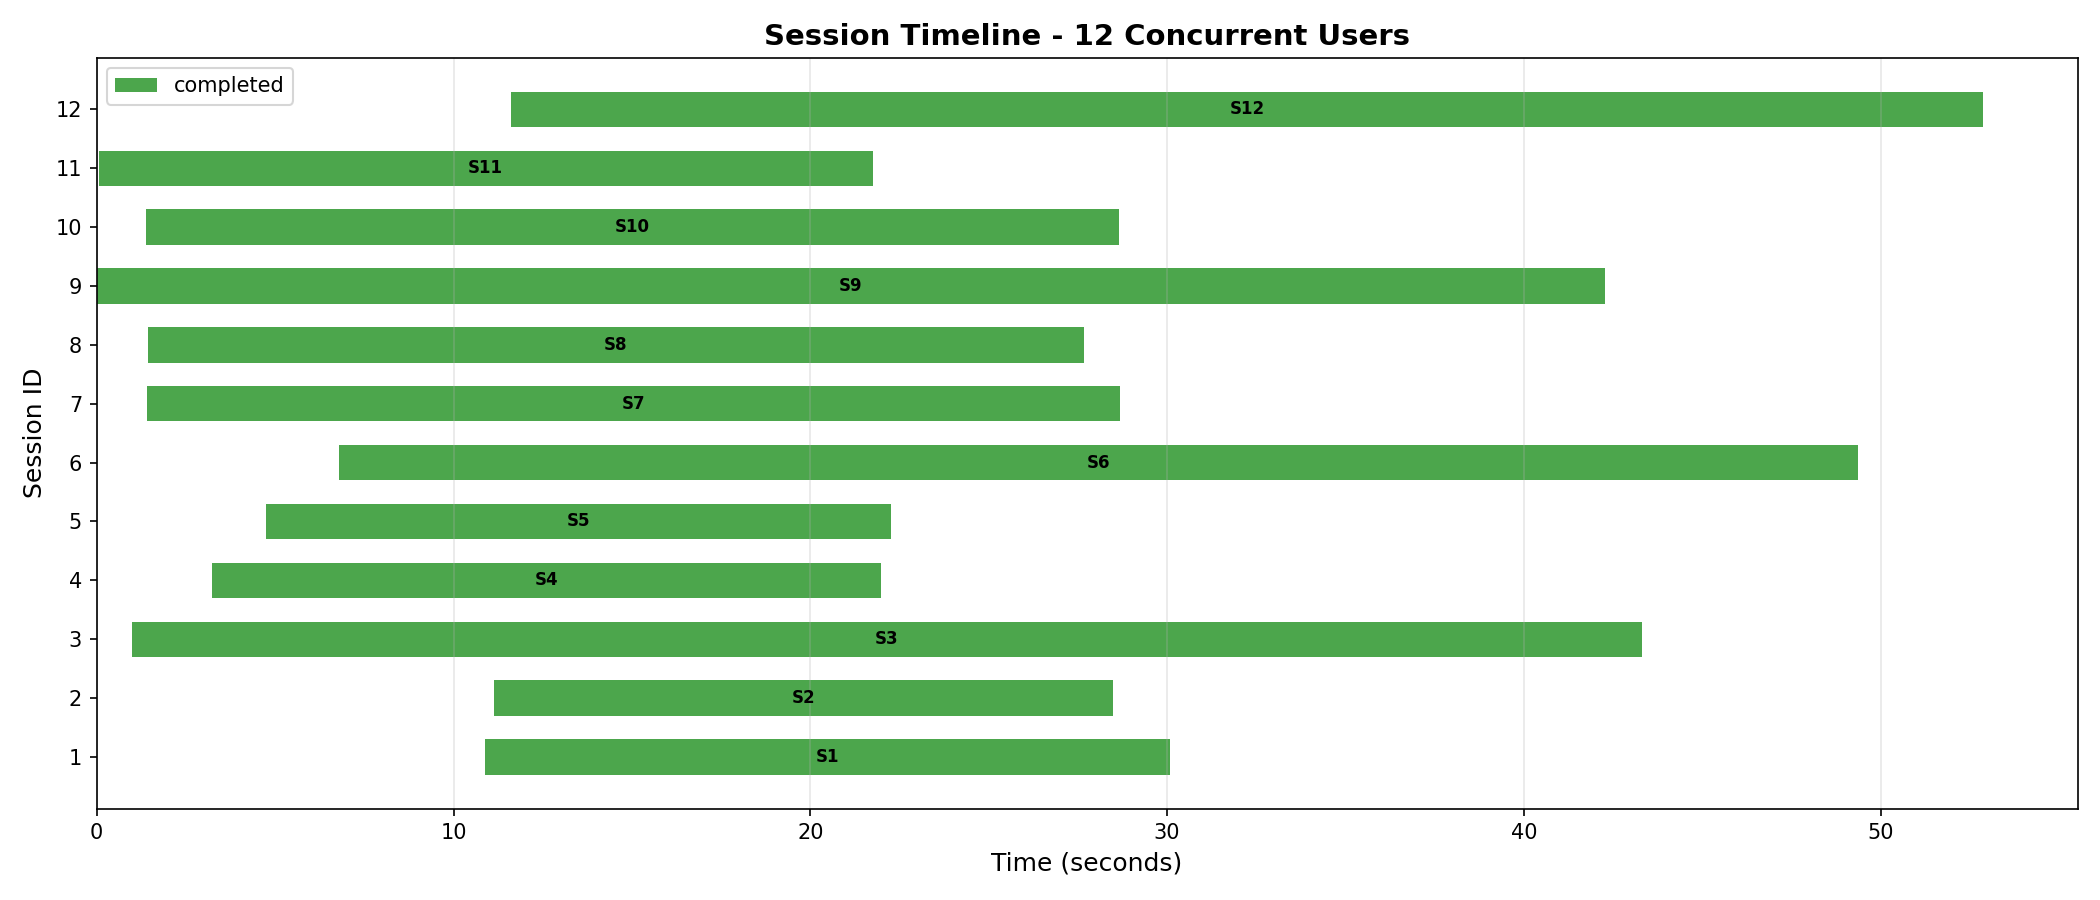 Session Timeline - 12 Concurrent Users
completed
Session ID
12
S12
11
S11
10
S10
9
S9
8
S8
7
S7
6
S6
5
S5
4
S4
3
S3
2
S2
1
S1
0 10 20 30 40 50
Time (seconds)